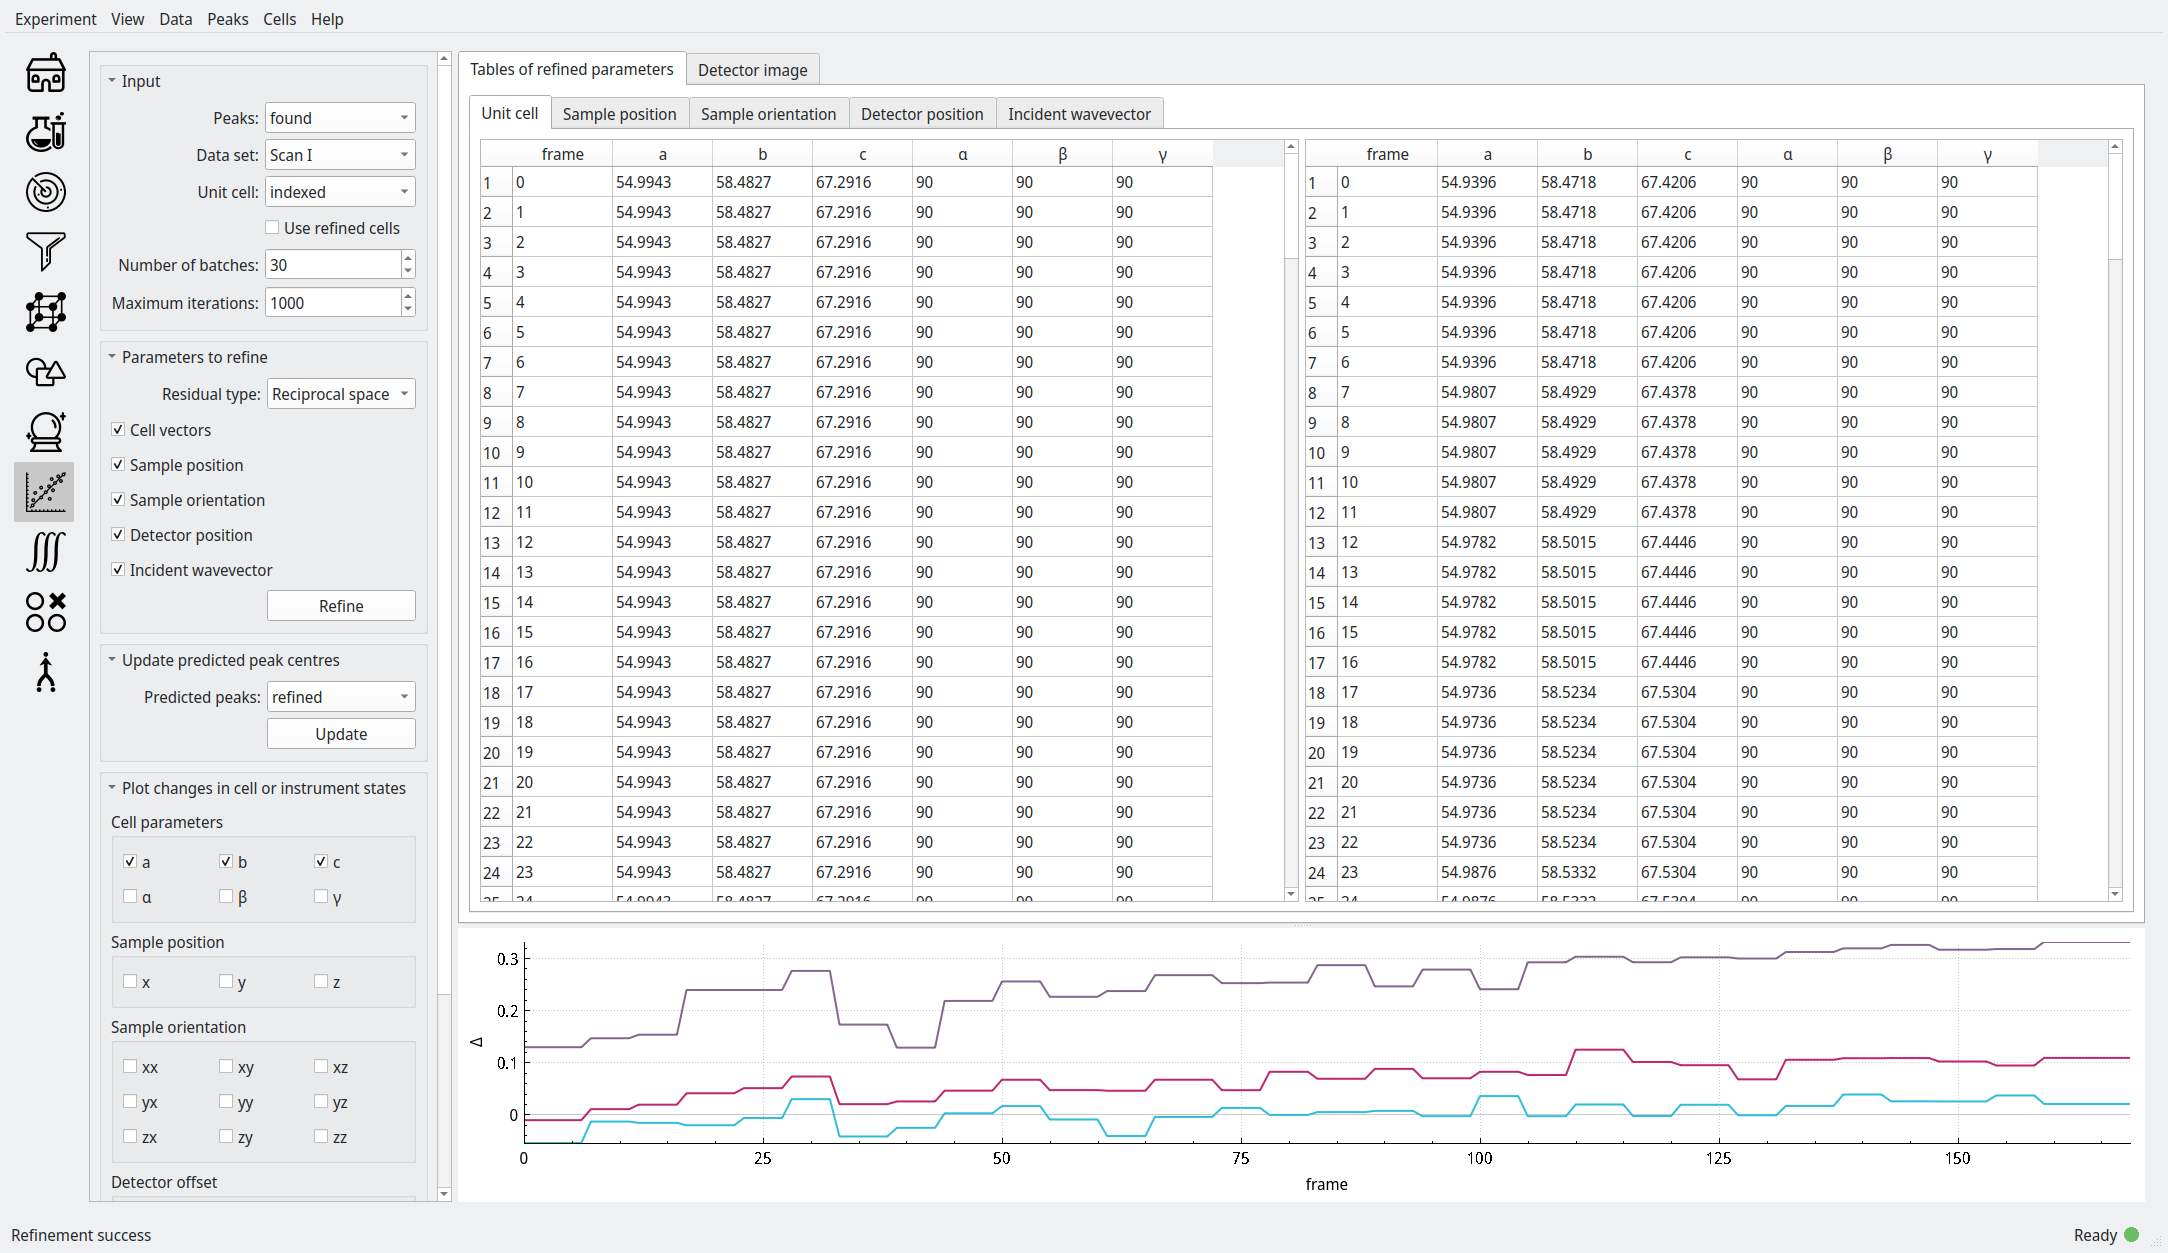 Experiment View Data Peaks Cells Help
Input
Peaks: found
Data set: Scan I
Unit cell: indexed
Use refined cells
Number of batches: 30
Maximum iterations: 1000
Parameters to refine
Residual type: Reciprocal space
Cell vectors
Sample position
Sample orientation
Detector position
Incident wavevector
Refine
Update predicted peak centres
Predicted peaks: refined
Update
Plot changes in cell or instrument states
Cell parameters
a b c
α β γ
Sample position
x y z
Sample orientation
xx xy xz
yx yy yz
zx zy zz
Detector offset
Tables of refined parameters Detector image
Unit cell Sample position Sample orientation Detector position Incident wavevector
frame a b c α β γ
1 0 54.9943 58.4827 67.2916 90 90 90
2 1 54.9943 58.4827 67.2916 90 90 90
3 2 54.9943 58.4827 67.2916 90 90 90
4 3 54.9943 58.4827 67.2916 90 90 90
5 4 54.9943 58.4827 67.2916 90 90 90
6 5 54.9943 58.4827 67.2916 90 90 90
7 6 54.9943 58.4827 67.2916 90 90 90
8 7 54.9943 58.4827 67.2916 90 90 90
9 8 54.9943 58.4827 67.2916 90 90 90
10 9 54.9943 58.4827 67.2916 90 90 90
11 10 54.9943 58.4827 67.2916 90 90 90
12 11 54.9943 58.4827 67.2916 90 90 90
13 12 54.9943 58.4827 67.2916 90 90 90
14 13 54.9943 58.4827 67.2916 90 90 90
15 14 54.9943 58.4827 67.2916 90 90 90
16 15 54.9943 58.4827 67.2916 90 90 90
17 16 54.9943 58.4827 67.2916 90 90 90
18 17 54.9943 58.4827 67.2916 90 90 90
19 18 54.9943 58.4827 67.2916 90 90 90
20 19 54.9943 58.4827 67.2916 90 90 90
21 20 54.9943 58.4827 67.2916 90 90 90
22 21 54.9943 58.4827 67.2916 90 90 90
23 22 54.9943 58.4827 67.2916 90 90 90
24 23 54.9943 58.4827 67.2916 90 90 90
25 24 54.9943 58.4827 67.2916 90 90 90
frame a b c α β γ
1 0 54.9396 58.4718 67.4206 90 90 90
2 1 54.9396 58.4718 67.4206 90 90 90
3 2 54.9396 58.4718 67.4206 90 90 90
4 3 54.9396 58.4718 67.4206 90 90 90
5 4 54.9396 58.4718 67.4206 90 90 90
6 5 54.9396 58.4718 67.4206 90 90 90
7 6 54.9396 58.4718 67.4206 90 90 90
8 7 54.9807 58.4929 67.4378 90 90 90
9 8 54.9807 58.4929 67.4378 90 90 90
10 9 54.9807 58.4929 67.4378 90 90 90
11 10 54.9807 58.4929 67.4378 90 90 90
12 11 54.9807 58.4929 67.4378 90 90 90
13 12 54.9782 58.5015 67.4446 90 90 90
14 13 54.9782 58.5015 67.4446 90 90 90
15 14 54.9782 58.5015 67.4446 90 90 90
16 15 54.9782 58.5015 67.4446 90 90 90
17 16 54.9782 58.5015 67.4446 90 90 90
18 17 54.9736 58.5234 67.5304 90 90 90
19 18 54.9736 58.5234 67.5304 90 90 90
20 19 54.9736 58.5234 67.5304 90 90 90
21 20 54.9736 58.5234 67.5304 90 90 90
22 21 54.9736 58.5234 67.5304 90 90 90
23 22 54.9736 58.5234 67.5304 90 90 90
24 23 54.9876 58.5332 67.5304 90 90 90
25 24 54.9876 58.5332 67.5304 90 90 90
0.3
0.2
Δ
0.1
0
0 25 50 75 100 125 150
frame
Refinement success
Ready